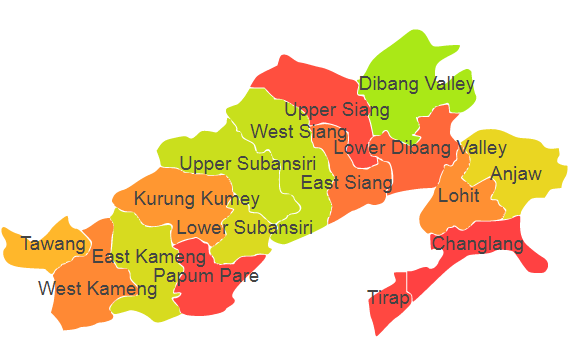 Dibang Valley
Upper Siang
West Siang
Lower Dibang Valley
Upper Subansiri
Anjaw
East Siang
Kurung Kumey
Lohit
Lower Subansiri
Tawang
Changlang
East Kameng
Papum Pare
West Kameng
Tirap